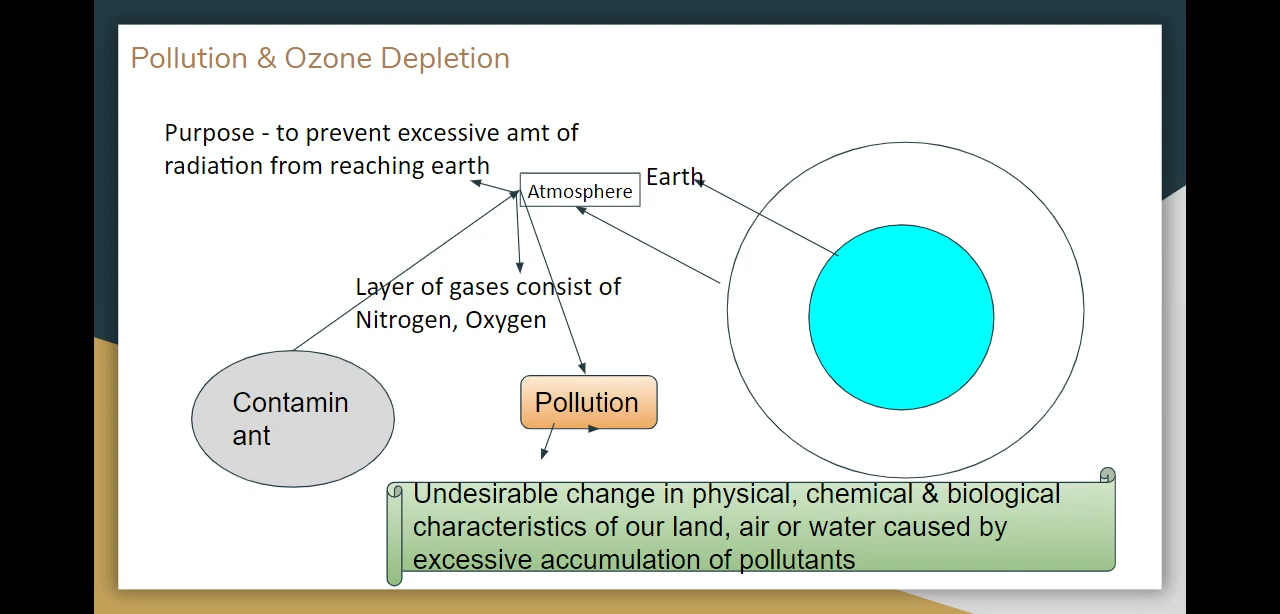 Pollution & Ozone Depletion
Purpose - to prevent excessive amt of
radiation from reaching earth
Atmosphere
Earth
Layer of gases consist of
Nitrogen, Oxygen
Contamin
ant
Pollution
Undesirable change in physical, chemical & biological
characteristics of our land, air or water caused by
excessive accumulation of pollutants